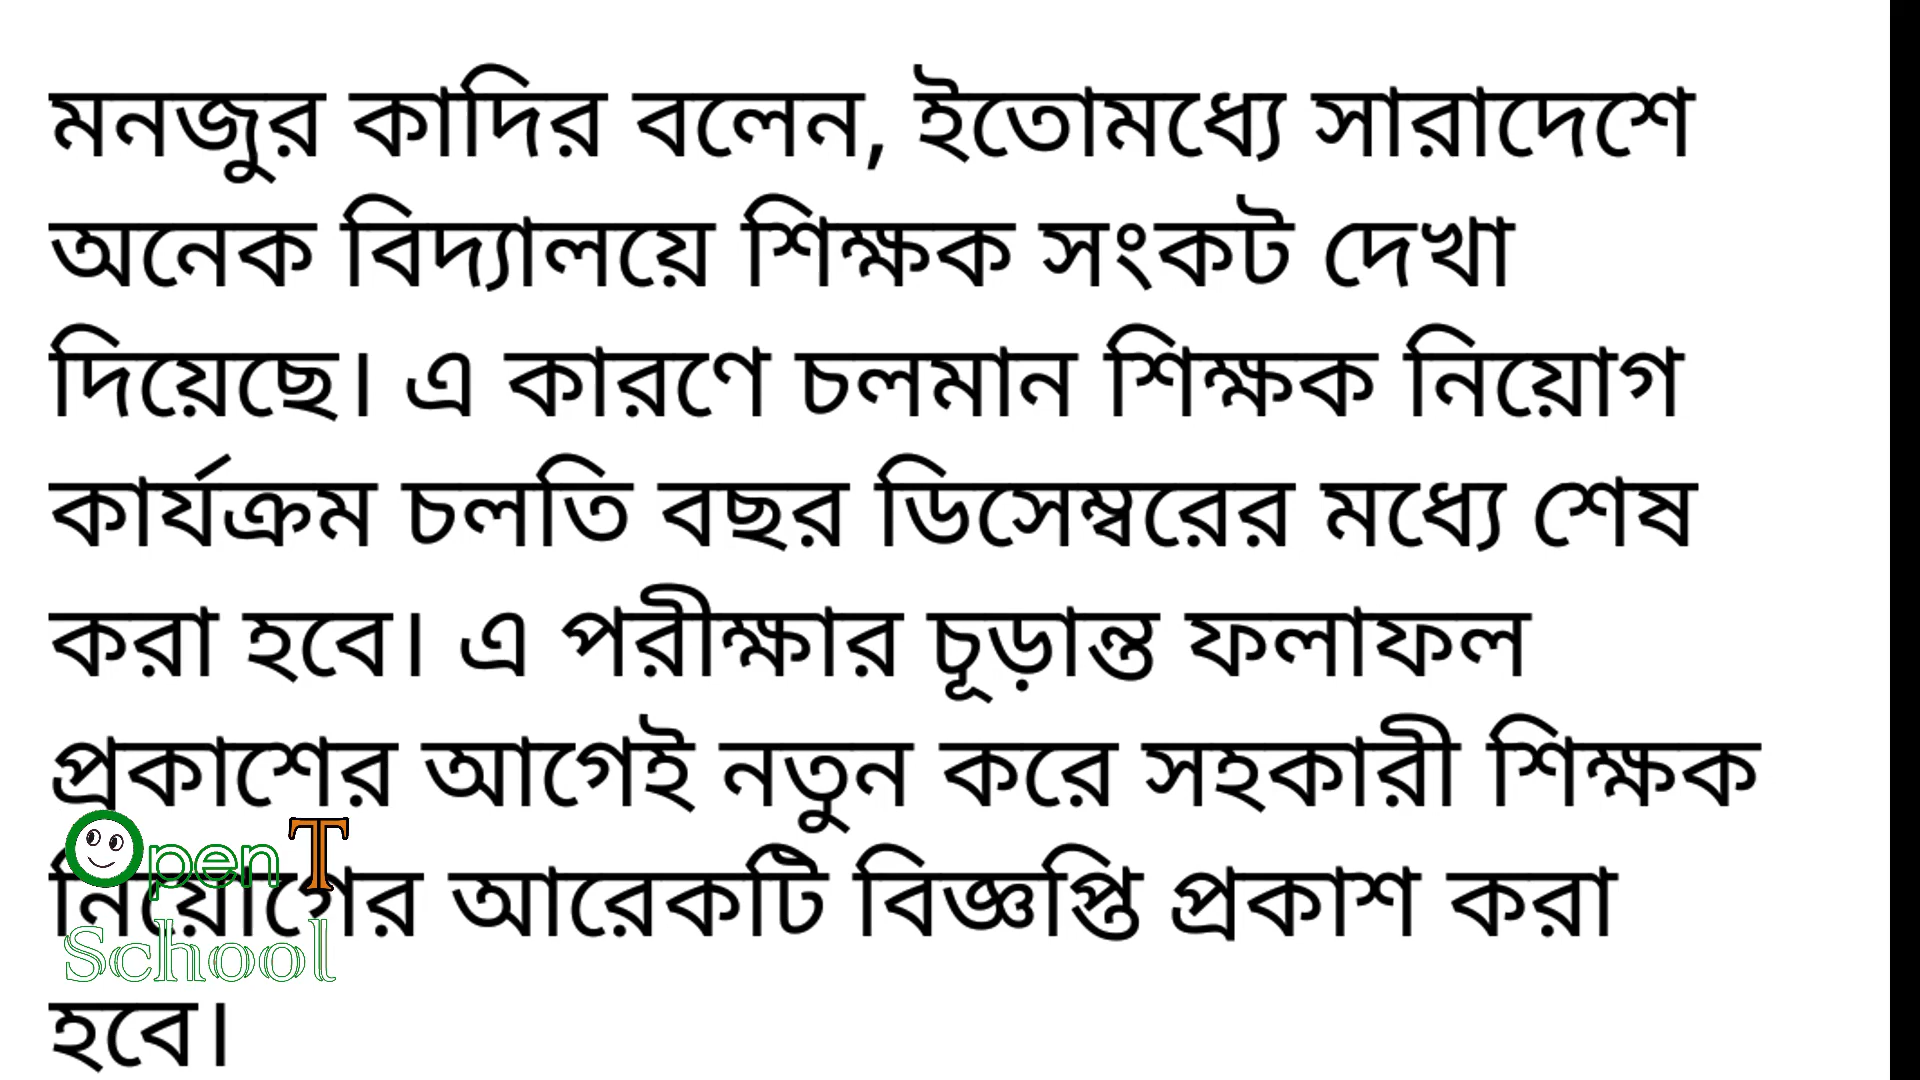 মনজুর কাদির বলেন, ইতোমধ্যে সারাদেশে
অনেক বিদ্যালয়ে শিক্ষক সংকট দেখা
দিয়েছে। এ কারণে চলমান শিক্ষক নিয়োগ
কার্যক্রম চলতি বছর ডিসেম্বরের মধ্যে শেষ
করা হবে। এ পরীক্ষার চূড়ান্ত ফলাফল
প্রকাশের আগেই নতুন করে সহকারী শিক্ষক
নিয়োগের আরেকটি বিজ্ঞপ্তি প্রকাশ করা
হবে।
Open T
School